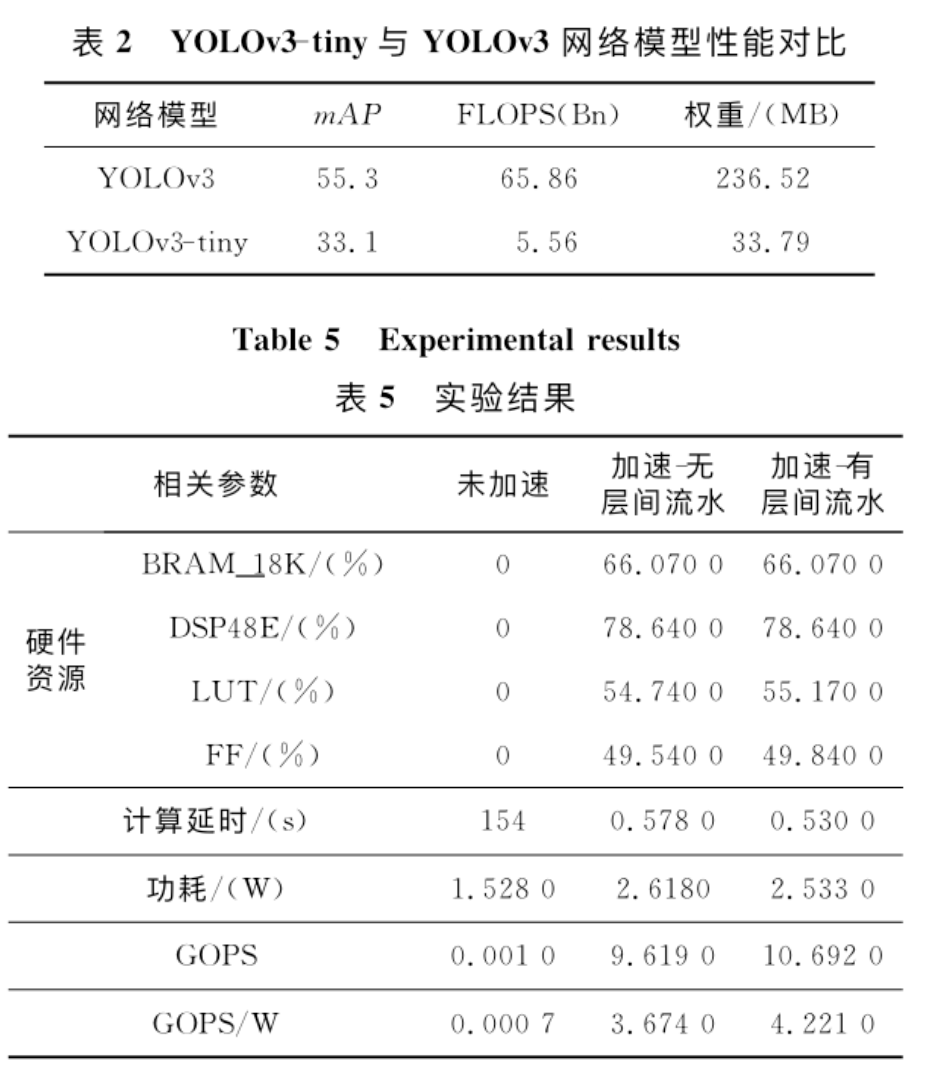 表 2 YOLOv3-tiny 与 YOLOv3 网络模型性能对比
网络模型 mAP FLOPS(Bn) 权重/(MB)
YOLOv3 55.3 65.86 236.52
YOLOv3-tiny 33.1 5.56 33.79
Table 5 Experimental results
表 5 实验结果
相关参数 未加速 加速-无层间流水 加速-有层间流水
硬件资源
BRAM_18K/(%) 0 66.070 0 66.070 0
DSP48E/(%) 0 78.640 0 78.640 0
LUT/(%) 0 54.740 0 55.170 0
FF/(%) 0 49.540 0 49.840 0
计算延时/(s) 154 0.578 0 0.530 0
功耗/(W) 1.528 0 2.6180 2.533 0
GOPS 0.001 0 9.619 0 10.692 0
GOPS/W 0.000 7 3.674 0 4.221 0